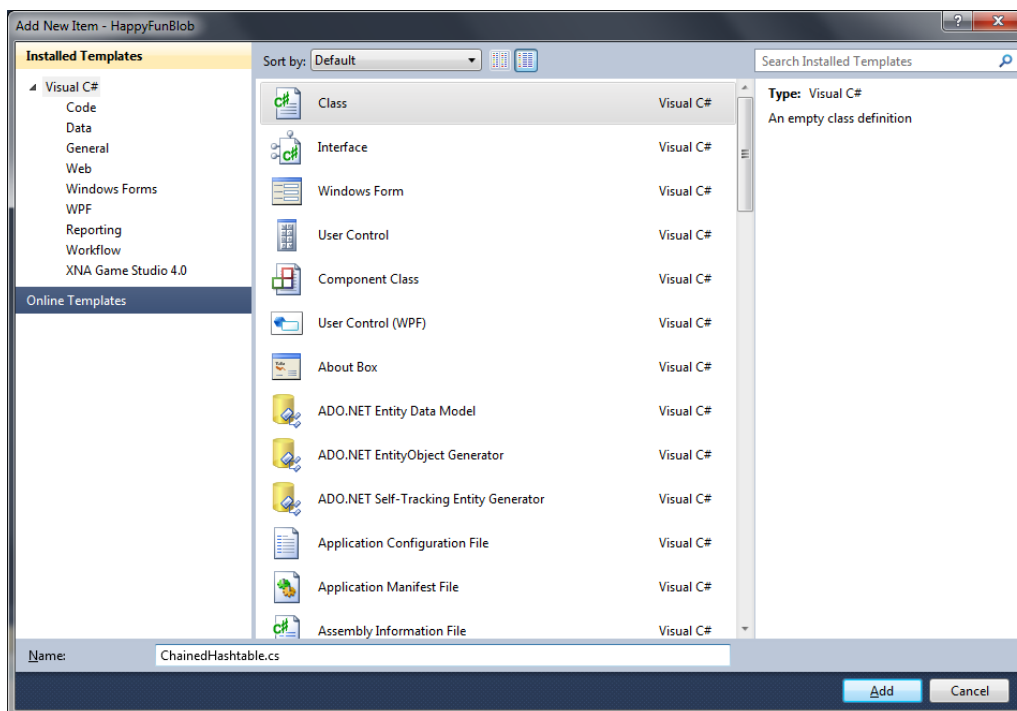 Add New Item - HappyFunBlob
Installed Templates
Visual C#
Code
Data
General
Web
Windows Forms
WPF
Reporting
Workflow
XNA Game Studio 4.0
Online Templates
Sort by: Default
Class Visual C#
Interface Visual C#
Windows Form Visual C#
User Control Visual C#
Component Class Visual C#
User Control (WPF) Visual C#
About Box Visual C#
ADO.NET Entity Data Model Visual C#
ADO.NET EntityObject Generator Visual C#
ADO.NET Self-Tracking Entity Generator Visual C#
Application Configuration File Visual C#
Application Manifest File Visual C#
Assembly Information File Visual C#
Search Installed Templates
Type: Visual C#
An empty class definition
Name: ChainedHashtable.cs
Add Cancel